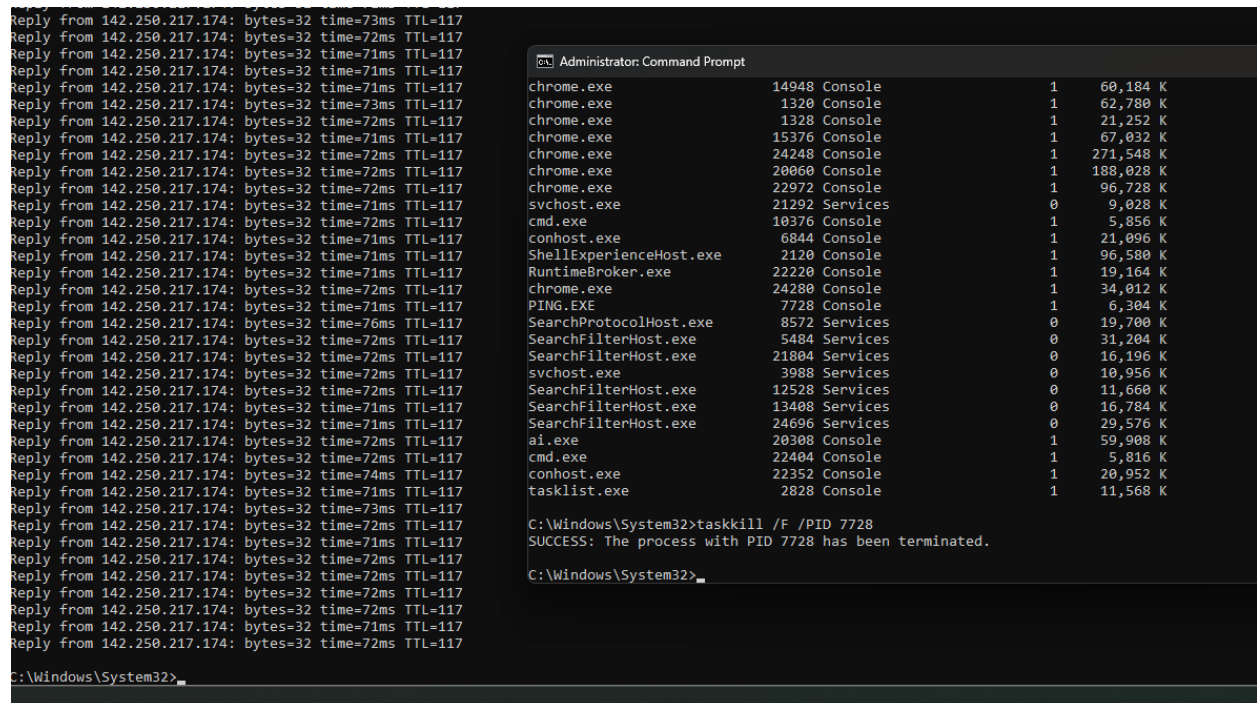 Reply from 142.250.217.174: bytes=32 time=73ms TTL=117
Reply from 142.250.217.174: bytes=32 time=72ms TTL=117
Reply from 142.250.217.174: bytes=32 time=71ms TTL=117
Reply from 142.250.217.174: bytes=32 time=71ms TTL=117
Reply from 142.250.217.174: bytes=32 time=71ms TTL=117
Reply from 142.250.217.174: bytes=32 time=73ms TTL=117
Reply from 142.250.217.174: bytes=32 time=72ms TTL=117
Reply from 142.250.217.174: bytes=32 time=71ms TTL=117
Reply from 142.250.217.174: bytes=32 time=72ms TTL=117
Reply from 142.250.217.174: bytes=32 time=72ms TTL=117
Reply from 142.250.217.174: bytes=32 time=72ms TTL=117
Reply from 142.250.217.174: bytes=32 time=71ms TTL=117
Reply from 142.250.217.174: bytes=32 time=72ms TTL=117
Reply from 142.250.217.174: bytes=32 time=71ms TTL=117
Reply from 142.250.217.174: bytes=32 time=71ms TTL=117
Reply from 142.250.217.174: bytes=32 time=71ms TTL=117
Reply from 142.250.217.174: bytes=32 time=72ms TTL=117
Reply from 142.250.217.174: bytes=32 time=71ms TTL=117
Reply from 142.250.217.174: bytes=32 time=76ms TTL=117
Reply from 142.250.217.174: bytes=32 time=72ms TTL=117
Reply from 142.250.217.174: bytes=32 time=72ms TTL=117
Reply from 142.250.217.174: bytes=32 time=72ms TTL=117
Reply from 142.250.217.174: bytes=32 time=71ms TTL=117
Reply from 142.250.217.174: bytes=32 time=72ms TTL=117
Reply from 142.250.217.174: bytes=32 time=71ms TTL=117
Reply from 142.250.217.174: bytes=32 time=72ms TTL=117
Reply from 142.250.217.174: bytes=32 time=72ms TTL=117
Reply from 142.250.217.174: bytes=32 time=74ms TTL=117
Reply from 142.250.217.174: bytes=32 time=71ms TTL=117
Reply from 142.250.217.174: bytes=32 time=73ms TTL=117
Reply from 142.250.217.174: bytes=32 time=72ms TTL=117
Reply from 142.250.217.174: bytes=32 time=71ms TTL=117
Reply from 142.250.217.174: bytes=32 time=72ms TTL=117
Reply from 142.250.217.174: bytes=32 time=72ms TTL=117
Reply from 142.250.217.174: bytes=32 time=72ms TTL=117
Reply from 142.250.217.174: bytes=32 time=72ms TTL=117
Reply from 142.250.217.174: bytes=32 time=71ms TTL=117
Reply from 142.250.217.174: bytes=32 time=72ms TTL=117
C:\Windows\System32>
Administrator: Command Prompt
chrome.exe 14948 Console 1 60,184 K
chrome.exe 1320 Console 1 62,780 K
chrome.exe 1328 Console 1 21,252 K
chrome.exe 15376 Console 1 67,032 K
chrome.exe 24248 Console 1 271,548 K
chrome.exe 20060 Console 1 188,028 K
chrome.exe 22972 Console 1 96,728 K
svchost.exe 21292 Services 0 9,028 K
cmd.exe 10376 Console 1 5,856 K
conhost.exe 6844 Console 1 21,096 K
ShellExperienceHost.exe 2120 Console 1 96,580 K
RuntimeBroker.exe 22220 Console 1 19,164 K
chrome.exe 24280 Console 1 34,012 K
PING.EXE 7728 Console 1 6,304 K
SearchProtocolHost.exe 8572 Services 0 19,700 K
SearchFilterHost.exe 5484 Services 0 31,204 K
SearchFilterHost.exe 21804 Services 0 16,196 K
svchost.exe 3988 Services 0 10,956 K
SearchFilterHost.exe 12528 Services 0 11,660 K
SearchFilterHost.exe 13408 Services 0 16,784 K
SearchFilterHost.exe 24696 Services 0 29,576 K
ai.exe 20308 Console 1 59,908 K
cmd.exe 22404 Console 1 5,816 K
conhost.exe 22352 Console 1 20,952 K
tasklist.exe 2828 Console 1 11,568 K
C:\Windows\System32>taskkill /F /PID 7728
SUCCESS: The process with PID 7728 has been terminated.
C:\Windows\System32>